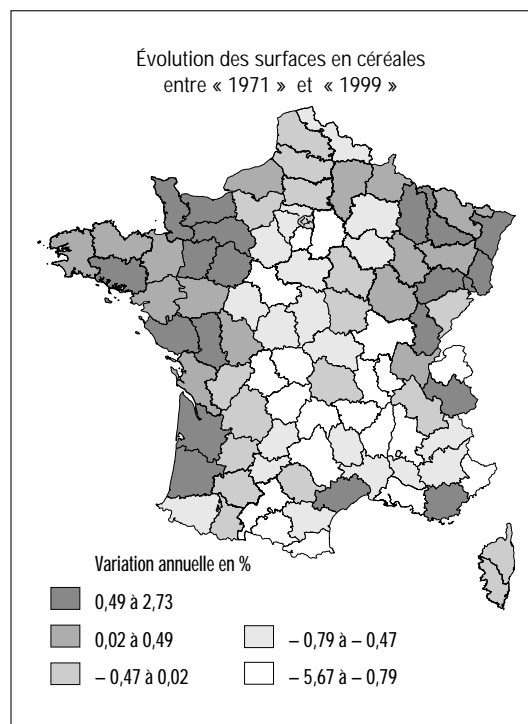 Évolution des surfaces en céréales
entre « 1971 » et « 1999 »
Variation annuelle en %
0,49 à 2,73
0,02 à 0,49
– 0,47 à 0,02
– 0,79 à – 0,47
– 5,67 à – 0,79